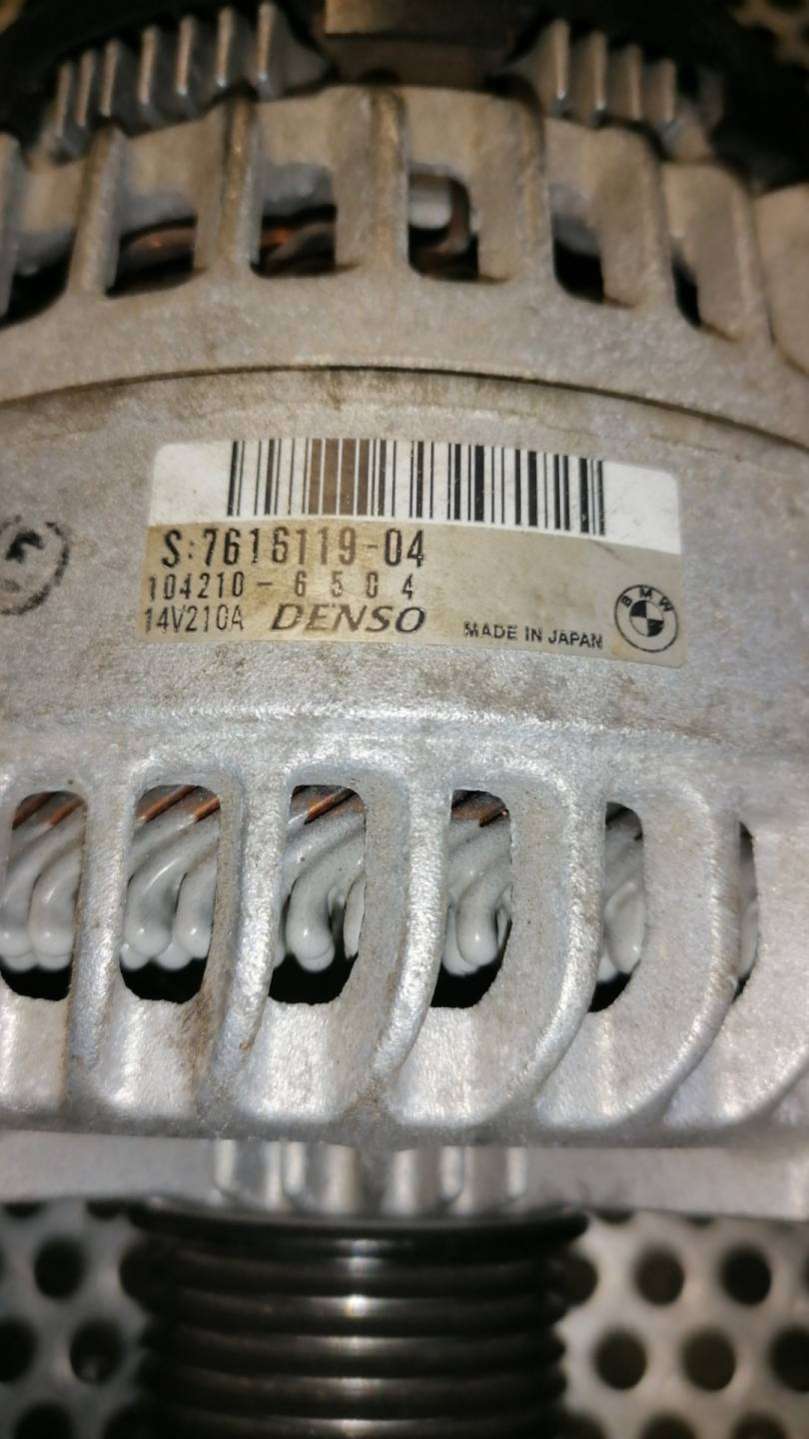 S:7616119-04
104210-6504
14V210A DENSO MADE IN JAPAN
BMW